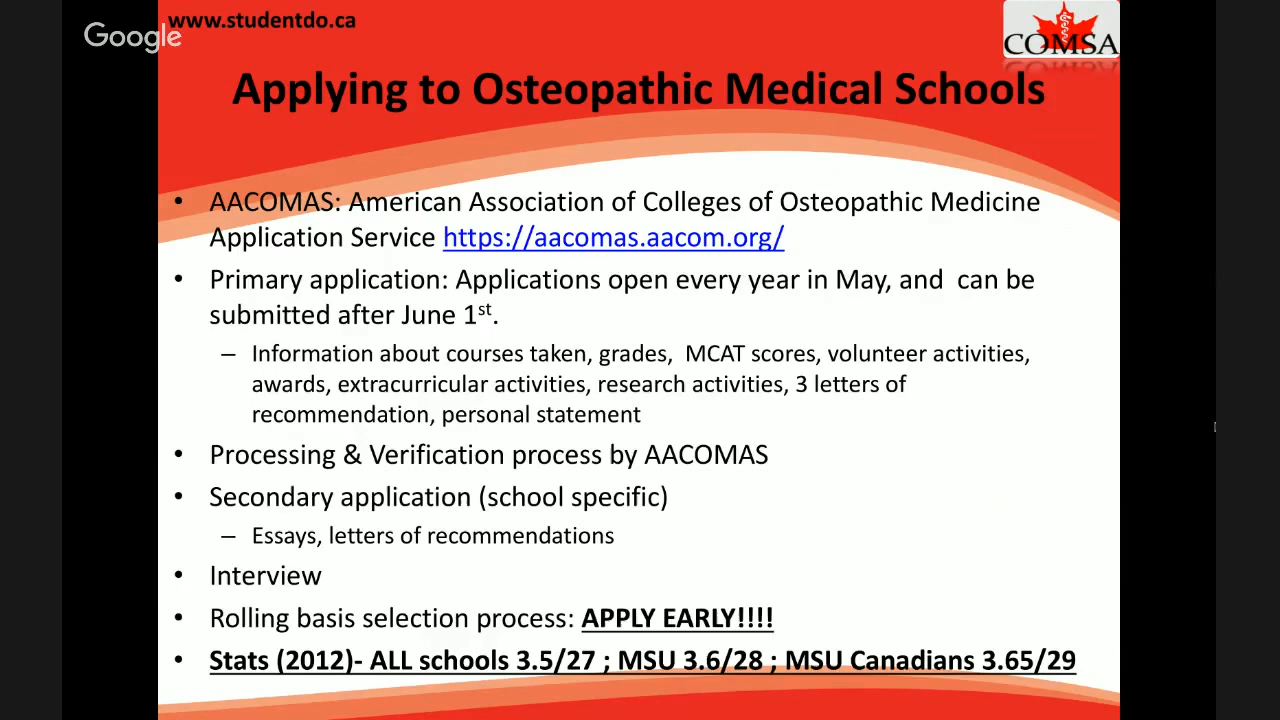 www.studentdo.ca
Google
COMSA
Applying to Osteopathic Medical Schools
• AACOMAS: American Association of Colleges of Osteopathic Medicine
Application Service https://aacomas.aacom.org/
• Primary application: Applications open every year in May, and  can be
submitted after June 1st.
– Information about courses taken, grades,  MCAT scores, volunteer activities,
awards, extracurricular activities, research activities, 3 letters of
recommendation, personal statement
• Processing & Verification process by AACOMAS
• Secondary application (school specific)
– Essays, letters of recommendations
• Interview
• Rolling basis selection process: APPLY EARLY!!!!
• Stats (2012)- ALL schools 3.5/27 ; MSU 3.6/28 ; MSU Canadians 3.65/29